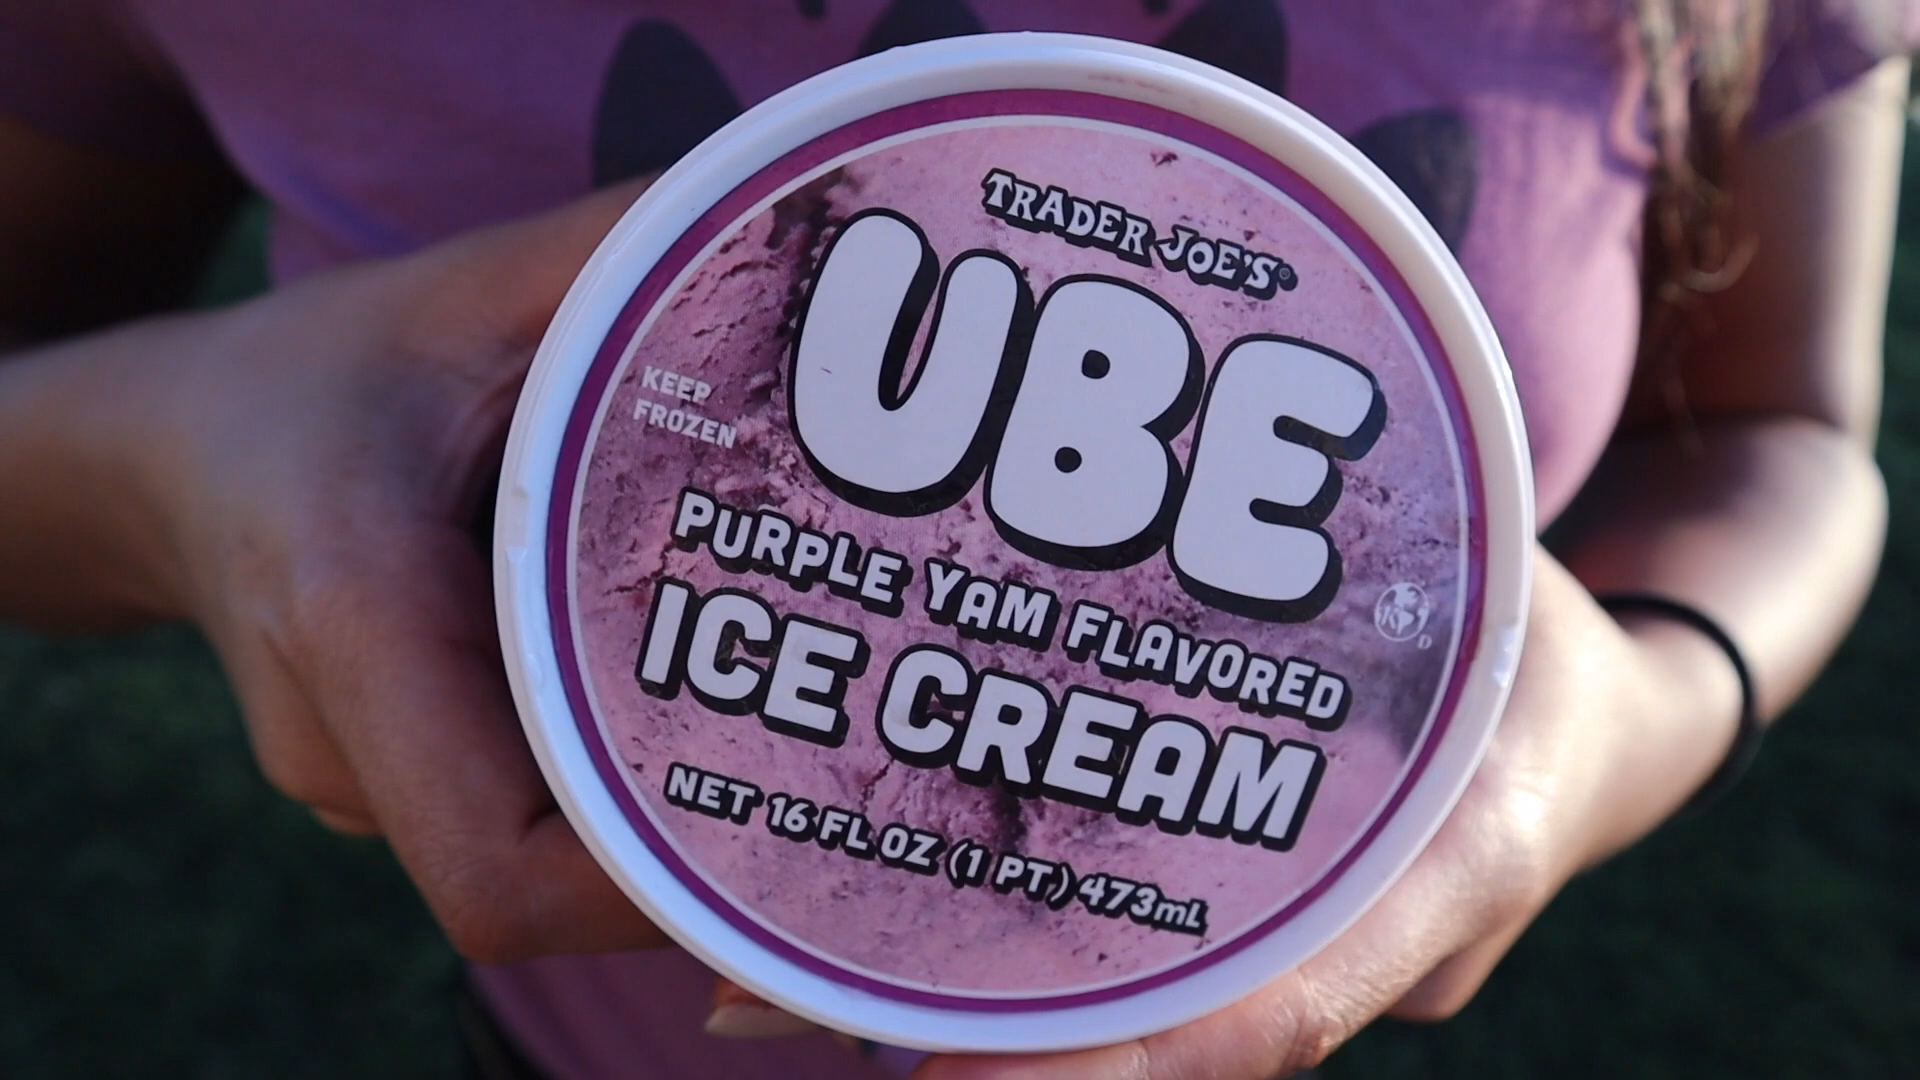 TRADER JOE'S®
UBE
KEEP
FROZEN
PURPLE YAM FLAVORED
ICE CREAM
K
D
NET 16 FL OZ (1 PT) 473mL